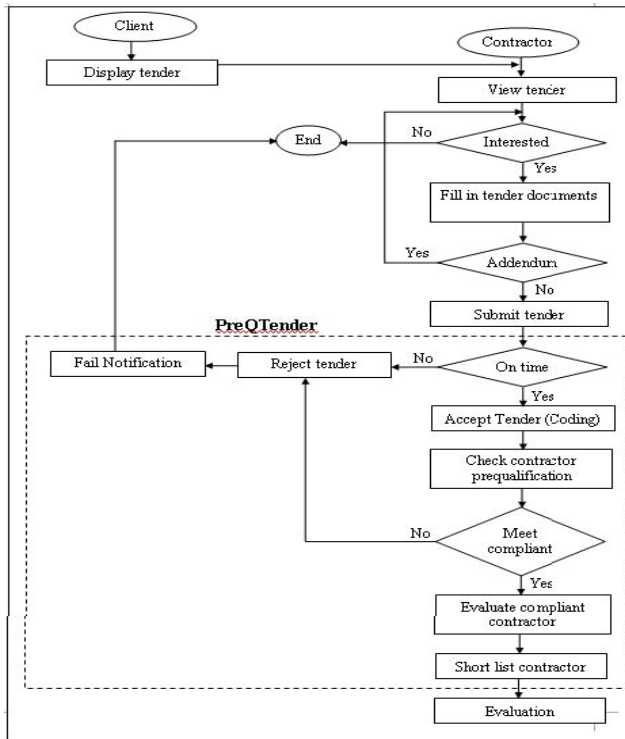 Client
Contractor
Display tender
View tender
No
End
Interested
Yes
Fill in tender documents
Yes
Addendum
No
Submit tender
PreQTender
Fail Notification
Reject tender
No
On time
Yes
Accept Tender (Coding)
Check contractor
prequalification
No
Meet
compliant
Yes
Evaluate compliant
contractor
Short list contractor
Evaluation